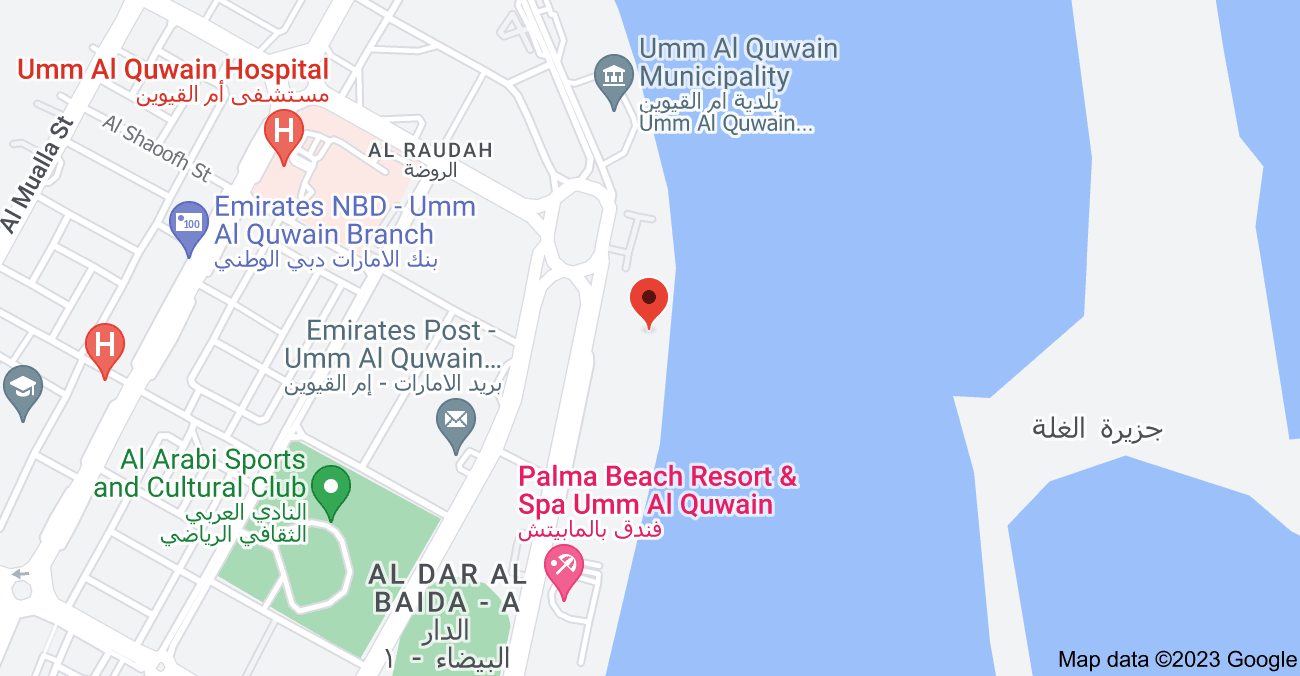 Umm Al Quwain
Municipality
بلدية ام القيوين
Umm Al Quwain...
Umm Al Quwain Hospital
مستشفى أم القيوين
Al Mualla St
Al Shaoofh St
AL RAUDAH
الروضة
Emirates NBD - Umm
Al Quwain Branch
بنك الامارات دبي الوطني
100
H
H
Emirates Post -
Umm Al Quwain...
بريد الامارات - إم القيوين
جزيرة الغلة
Al Arabi Sports
and Cultural Club
النادي العربي
الثقافي الرياضي
Palma Beach Resort &
Spa Umm Al Quwain
فندق بالمابيتش
AL DAR AL
BAIDA - A
الدار
البيضاء - ١
Map data ©2023 Google